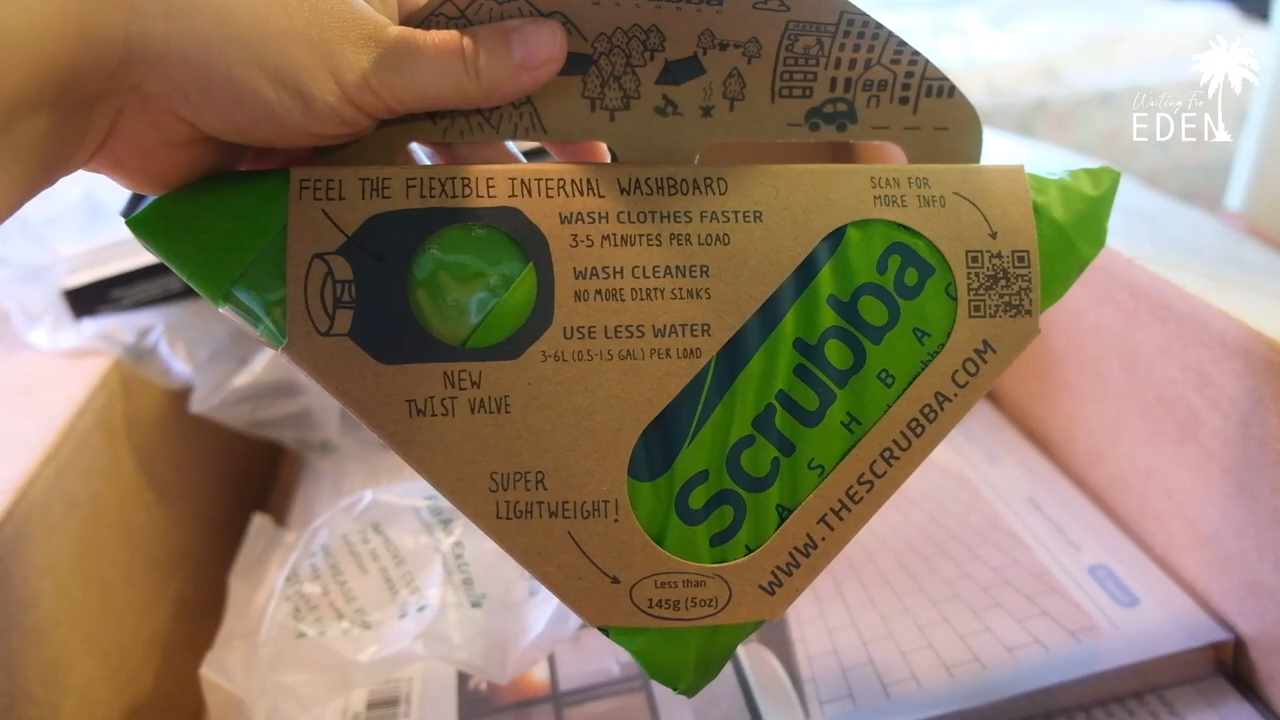 HOTEL
Waiting For
EDEN
FEEL THE FLEXIBLE INTERNAL WASHBOARD
SCAN FOR
MORE INFO
WASH CLOTHES FASTER
3-5 MINUTES PER LOAD
WASH CLEANER
NO MORE DIRTY SINKS
USE LESS WATER
3-6L (0.5-1.5 GAL.) PER LOAD
NEW
TWIST VALVE
Scrubba
WASHBA
SUPER
LIGHTWEIGHT!
Less than
145g (5oz)
WWW.THESCRUBBA.COM